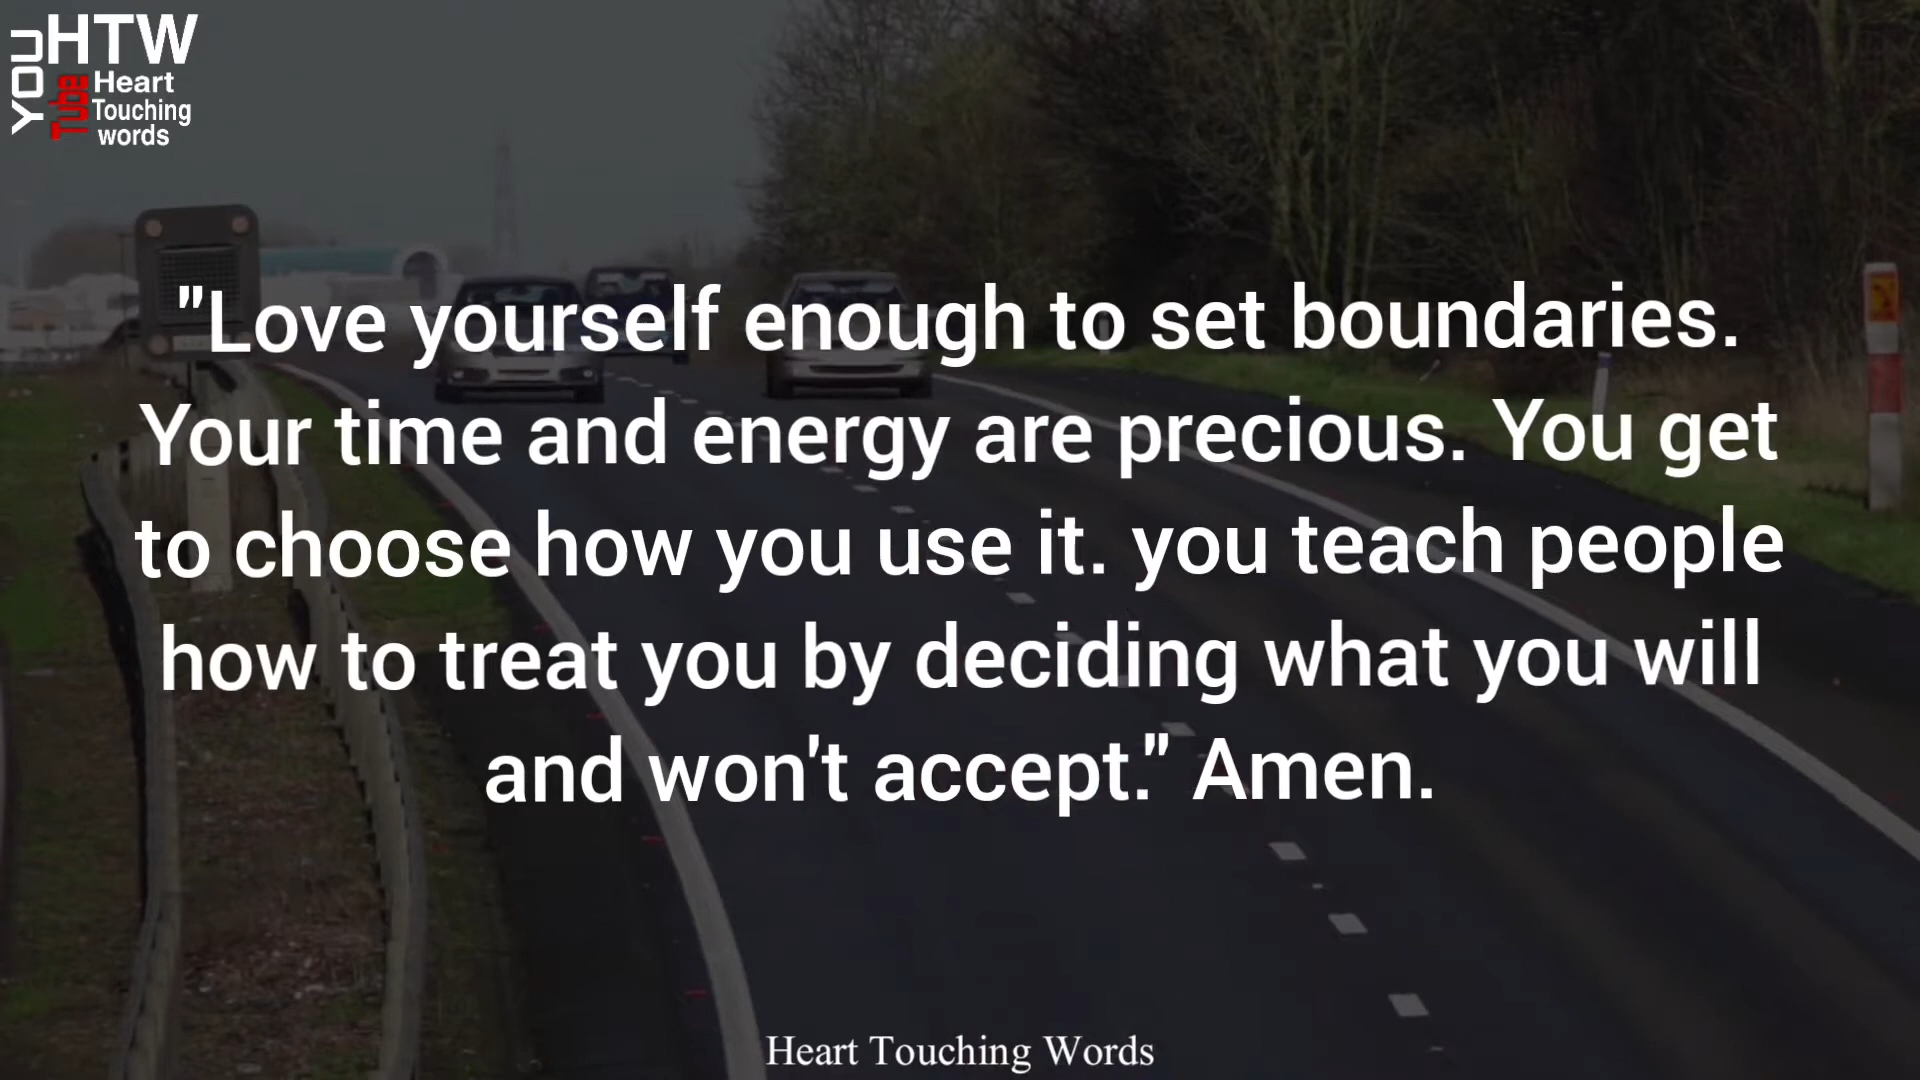 YOU
Tube
HTW
Heart
Touching
words
"Love yourself enough to set boundaries.
Your time and energy are precious. You get
to choose how you use it. you teach people
how to treat you by deciding what you will
and won't accept." Amen.
Heart Touching Words